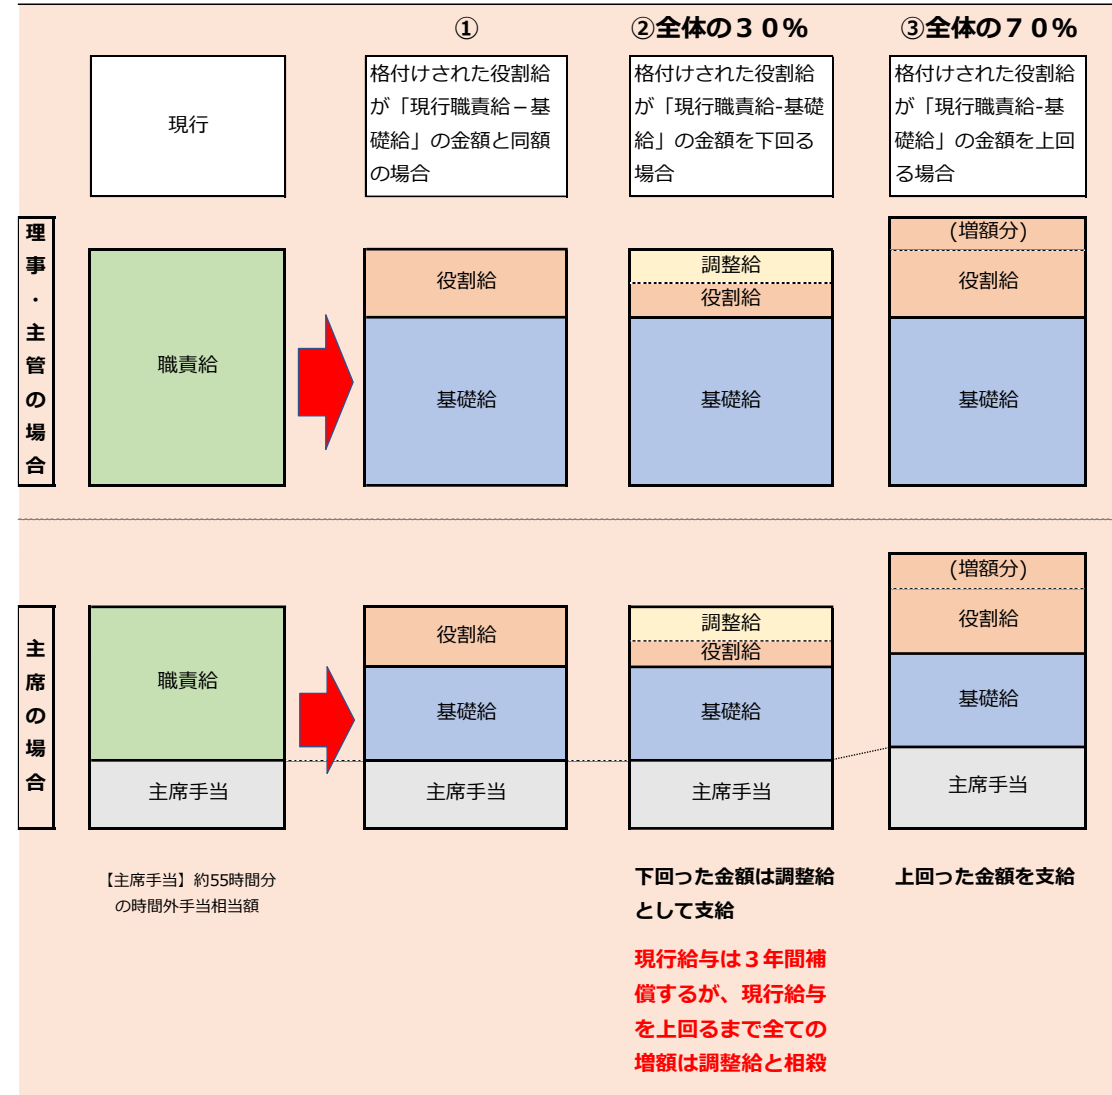 ①
②全体の３０%
③全体の７０%
現行
格付けされた役割給
が「現行職責給－基
礎給」の金額と同額
の場合
格付けされた役割給
が「現行職責給-基礎
給」の金額を下回る
場合
格付けされた役割給
が「現行職責給-基
礎給」の金額を上回
る場合
理事・主管の場合
職責給
役割給
基礎給
調整給
役割給
基礎給
(増額分)
役割給
基礎給
主席の場合
職責給
主席手当
役割給
基礎給
主席手当
調整給
役割給
基礎給
主席手当
(増額分)
役割給
基礎給
主席手当
【主席手当】約55時間分
の時間外手当相当額
下回った金額は調整給
として支給
現行給与は３年間補
償するが、現行給与
を上回るまで全ての
増額は調整給と相殺
上回った金額を支給